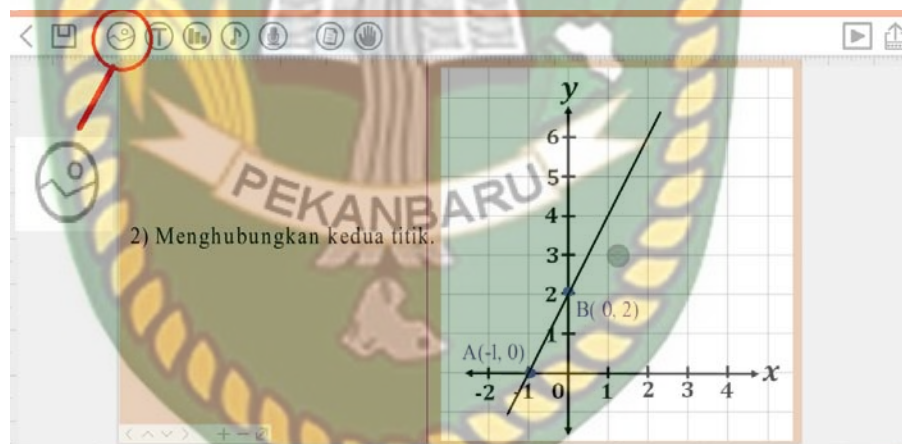 PEKANBARU
2) Menghubungkan kedua titik.
y
6
5
4
3
2
B( 0, 2)
1
A(-1, 0)
x
-2 -1 0 1 2 3 4